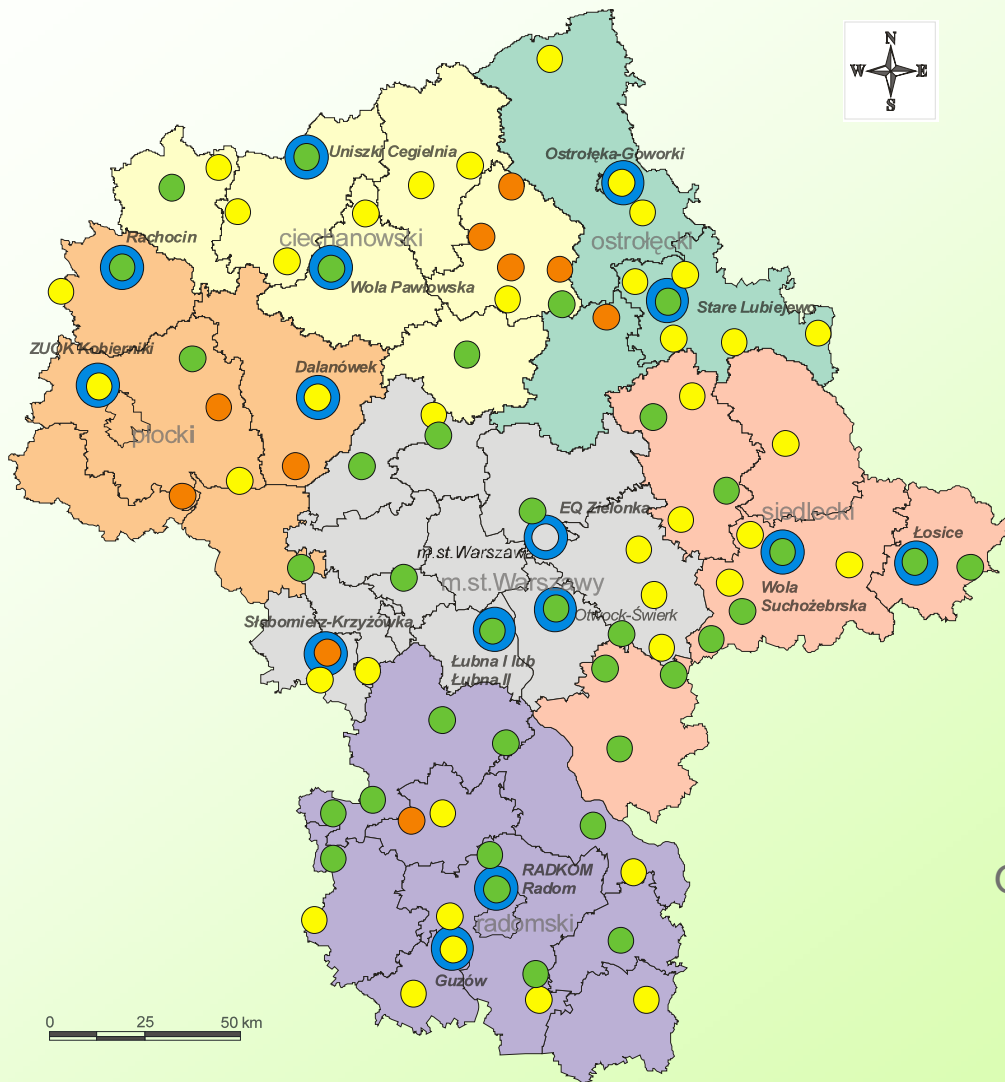 N
W E
S
Uniszki Cegielnia
Ostrołęka-Goworki
Rachocin
ciechanowski
ostrołęcki
Wola Pawłowska
Stare Lubiejewo
ZUOK Kobierniki
Dalanówek
płocki
EQ Zielonka
siedlecki
Łosice
m.st.Warszawa
m.st.Warszawy
Wola
Suchożebrska
Otwock-Świerk
Słabomierz-Krzyżówka
Łubna I lub
Łubna II
RADKOM
Radom
radomski
Guzów
0 25 50 km